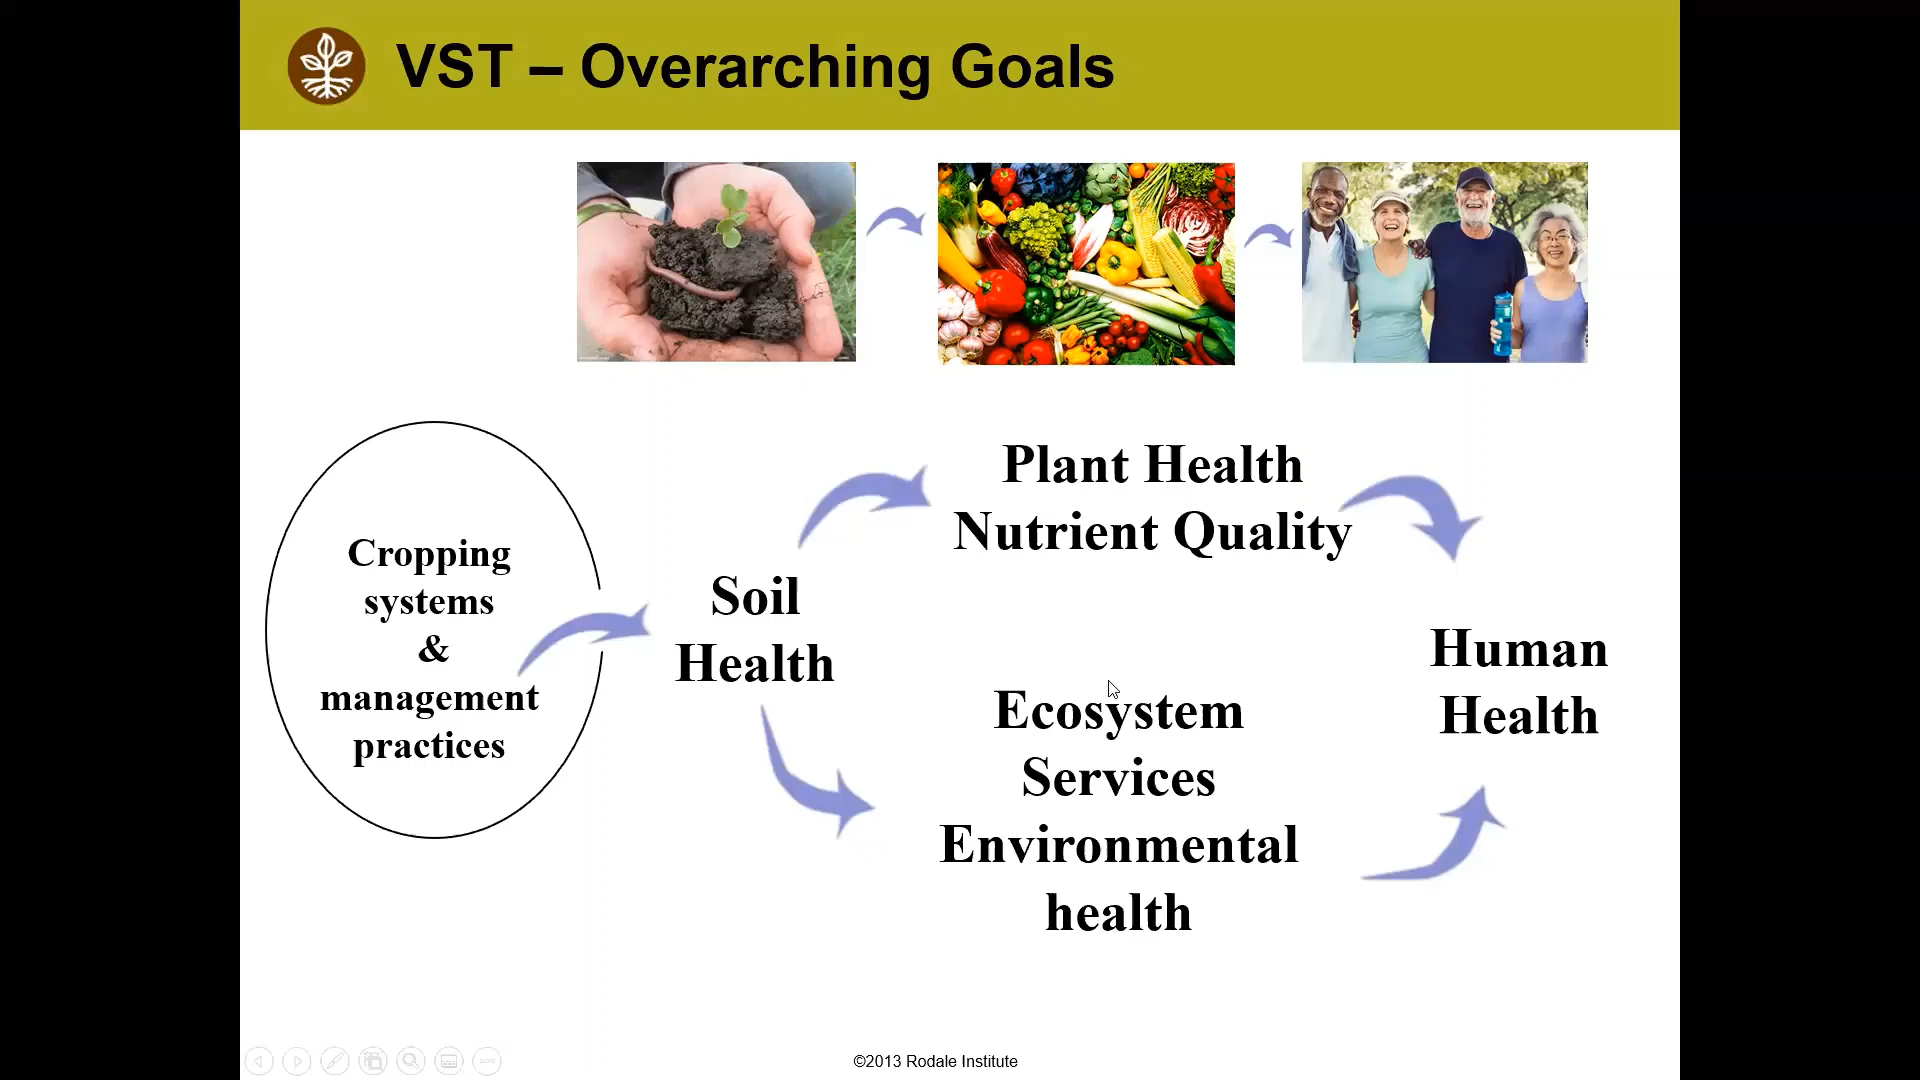 VST – Overarching Goals
Cropping
systems
&
management
practices
Soil
Health
Plant Health
Nutrient Quality
Ecosystem
Services
Environmental
health
Human
Health
©2013 Rodale Institute